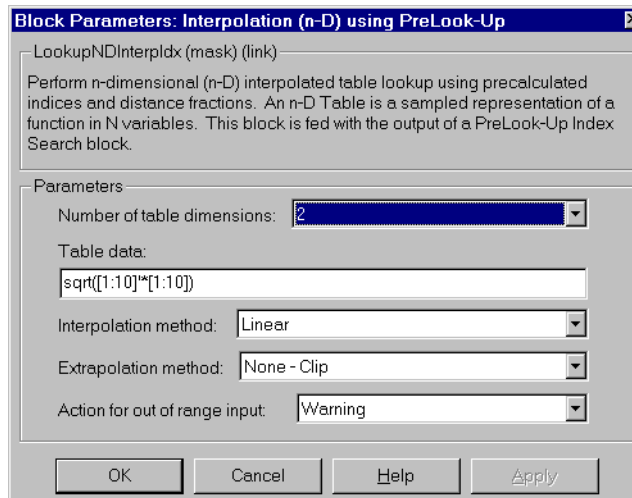 Block Parameters: Interpolation (n-D) using PreLook-Up
LookupNDInterpIdx (mask) (link)
Perform n-dimensional (n-D) interpolated table lookup using precalculated
indices and distance fractions. An n-D Table is a sampled representation of a
function in N variables. This block is fed with the output of a PreLook-Up Index
Search block.
Parameters
Number of table dimensions: 2
Table data:
sqrt([1:10]'*[1:10])
Interpolation method: Linear
Extrapolation method: None - Clip
Action for out of range input: Warning
OK Cancel Help Apply